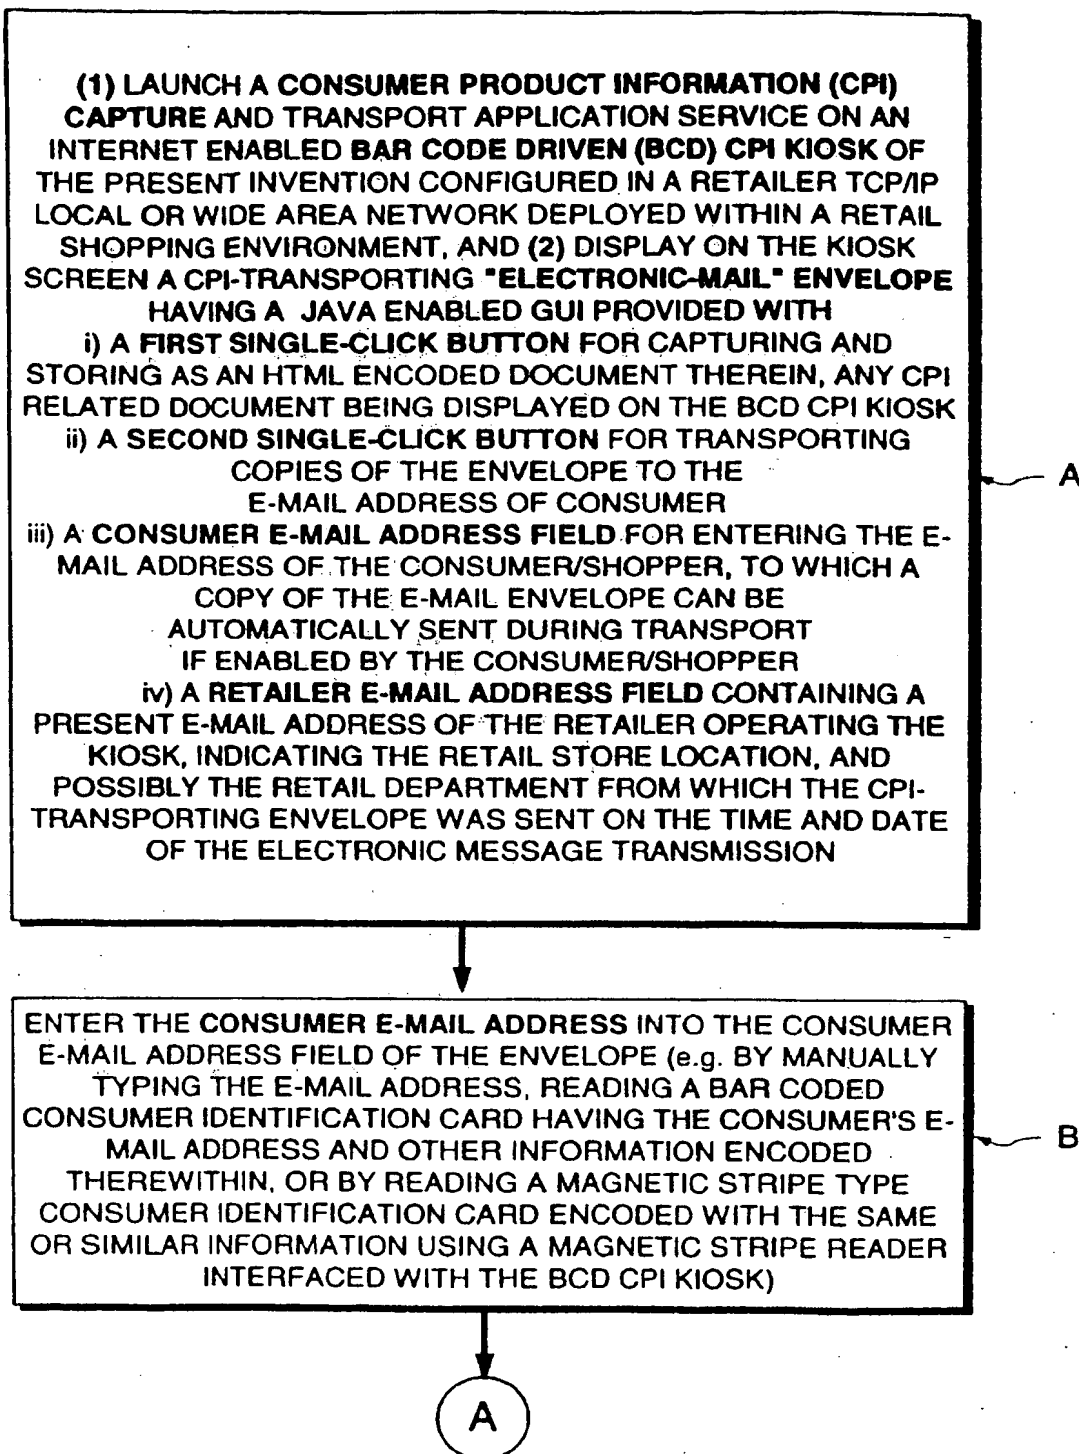 (1) LAUNCH A CONSUMER PRODUCT INFORMATION (CPI)
CAPTURE AND TRANSPORT APPLICATION SERVICE ON AN
INTERNET ENABLED BAR CODE DRIVEN (BCD) CPI KIOSK OF
THE PRESENT INVENTION CONFIGURED IN A RETAILER TCP/IP
LOCAL OR WIDE AREA NETWORK DEPLOYED WITHIN A RETAIL
SHOPPING ENVIRONMENT, AND (2) DISPLAY ON THE KIOSK
SCREEN A CPI-TRANSPORTING "ELECTRONIC-MAIL" ENVELOPE
HAVING A JAVA ENABLED GUI PROVIDED WITH
i) A FIRST SINGLE-CLICK BUTTON FOR CAPTURING AND
STORING AS AN HTML ENCODED DOCUMENT THEREIN, ANY CPI
RELATED DOCUMENT BEING DISPLAYED ON THE BCD CPI KIOSK
ii) A SECOND SINGLE-CLICK BUTTON FOR TRANSPORTING
COPIES OF THE ENVELOPE TO THE
E-MAIL ADDRESS OF CONSUMER
iii) A CONSUMER E-MAIL ADDRESS FIELD FOR ENTERING THE E-
MAIL ADDRESS OF THE CONSUMER/SHOPPER, TO WHICH A
COPY OF THE E-MAIL ENVELOPE CAN BE
AUTOMATICALLY SENT DURING TRANSPORT
IF ENABLED BY THE CONSUMER/SHOPPER
iv) A RETAILER E-MAIL ADDRESS FIELD CONTAINING A
PRESENT E-MAIL ADDRESS OF THE RETAILER OPERATING THE
KIOSK, INDICATING THE RETAIL STORE LOCATION, AND
POSSIBLY THE RETAIL DEPARTMENT FROM WHICH THE CPI-
TRANSPORTING ENVELOPE WAS SENT ON THE TIME AND DATE
OF THE ELECTRONIC MESSAGE TRANSMISSION
A
ENTER THE CONSUMER E-MAIL ADDRESS INTO THE CONSUMER
E-MAIL ADDRESS FIELD OF THE ENVELOPE (e.g. BY MANUALLY
TYPING THE E-MAIL ADDRESS, READING A BAR CODED
CONSUMER IDENTIFICATION CARD HAVING THE CONSUMER'S E-
MAIL ADDRESS AND OTHER INFORMATION ENCODED
THEREWITHIN, OR BY READING A MAGNETIC STRIPE TYPE
CONSUMER IDENTIFICATION CARD ENCODED WITH THE SAME
OR SIMILAR INFORMATION USING A MAGNETIC STRIPE READER
INTERFACED WITH THE BCD CPI KIOSK)
B
A